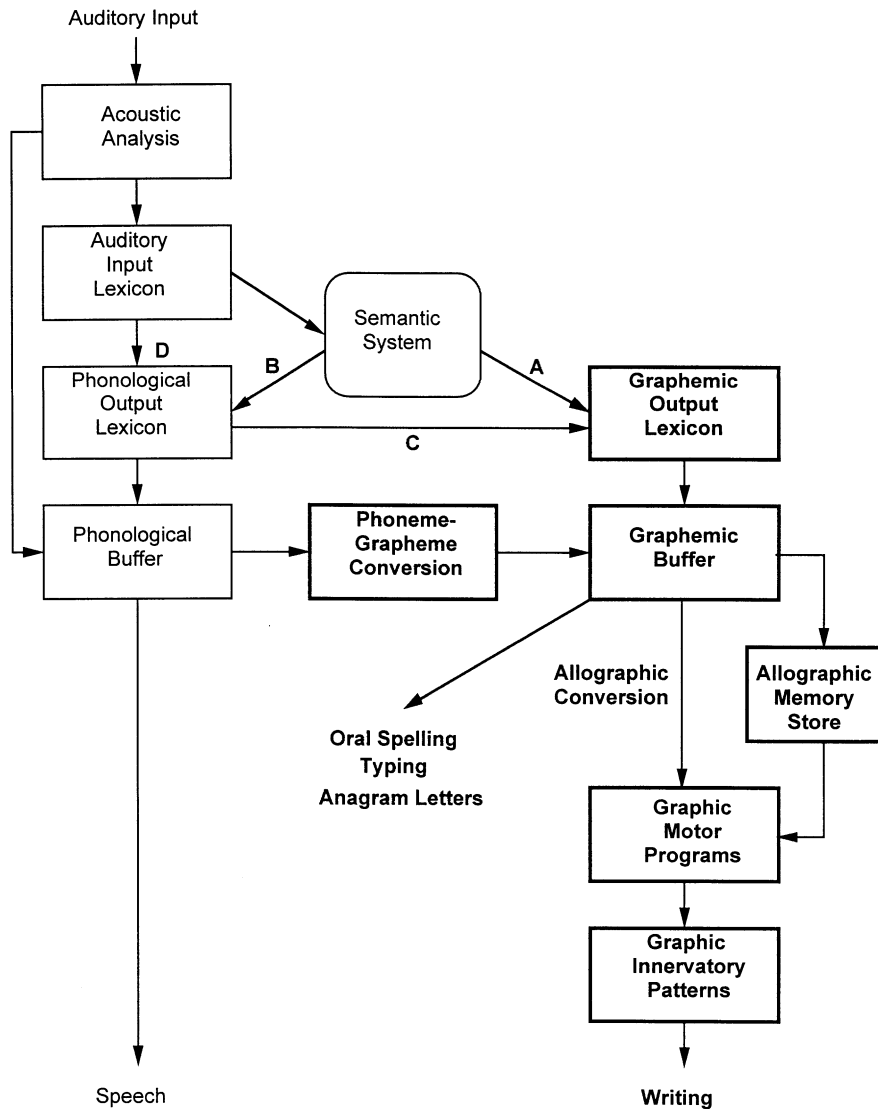 Auditory Input
Acoustic
Analysis
Auditory
Input
Lexicon
Semantic
System
D
B
A
Phonological
Output
Lexicon
Graphemic
Output
Lexicon
C
Phonological
Buffer
Phoneme-
Grapheme
Conversion
Graphemic
Buffer
Allographic
Conversion
Allographic
Memory
Store
Oral Spelling
Typing
Anagram Letters
Graphic
Motor
Programs
Graphic
Innervatory
Patterns
Speech
Writing